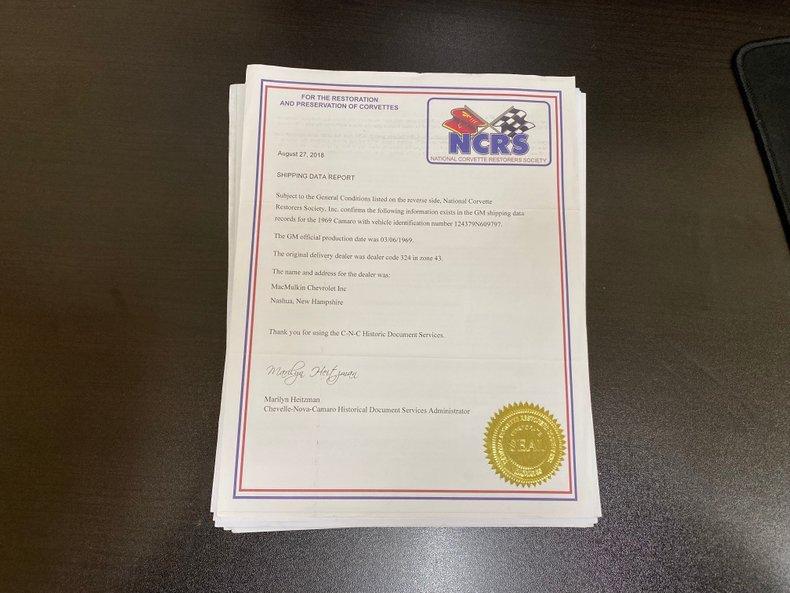 FOR THE RESTORATION
AND PRESERVATION OF CORVETTES
NCRS
NATIONAL CORVETTE RESTORERS SOCIETY
August 27, 2018
SHIPPING DATA REPORT
Subject to the General Conditions listed on the reverse side, National Corvette
Restorers Society, Inc. confirms the following information exists in the GM shipping data
records for the 1969 Camaro with vehicle identification number 124379N609797.
The GM official production date was 03/06/1969.
The original delivery dealer was dealer code 324 in zone 43.
The name and address for the dealer was:
MacMulkin Chevrolet Inc
Nashua, New Hampshire
Thank you for using the C-N-C Historic Document Services.
Marilyn Heitzman
Marilyn Heitzman
Chevelle-Nova-Camaro Historical Document Services Administrator
SEAL